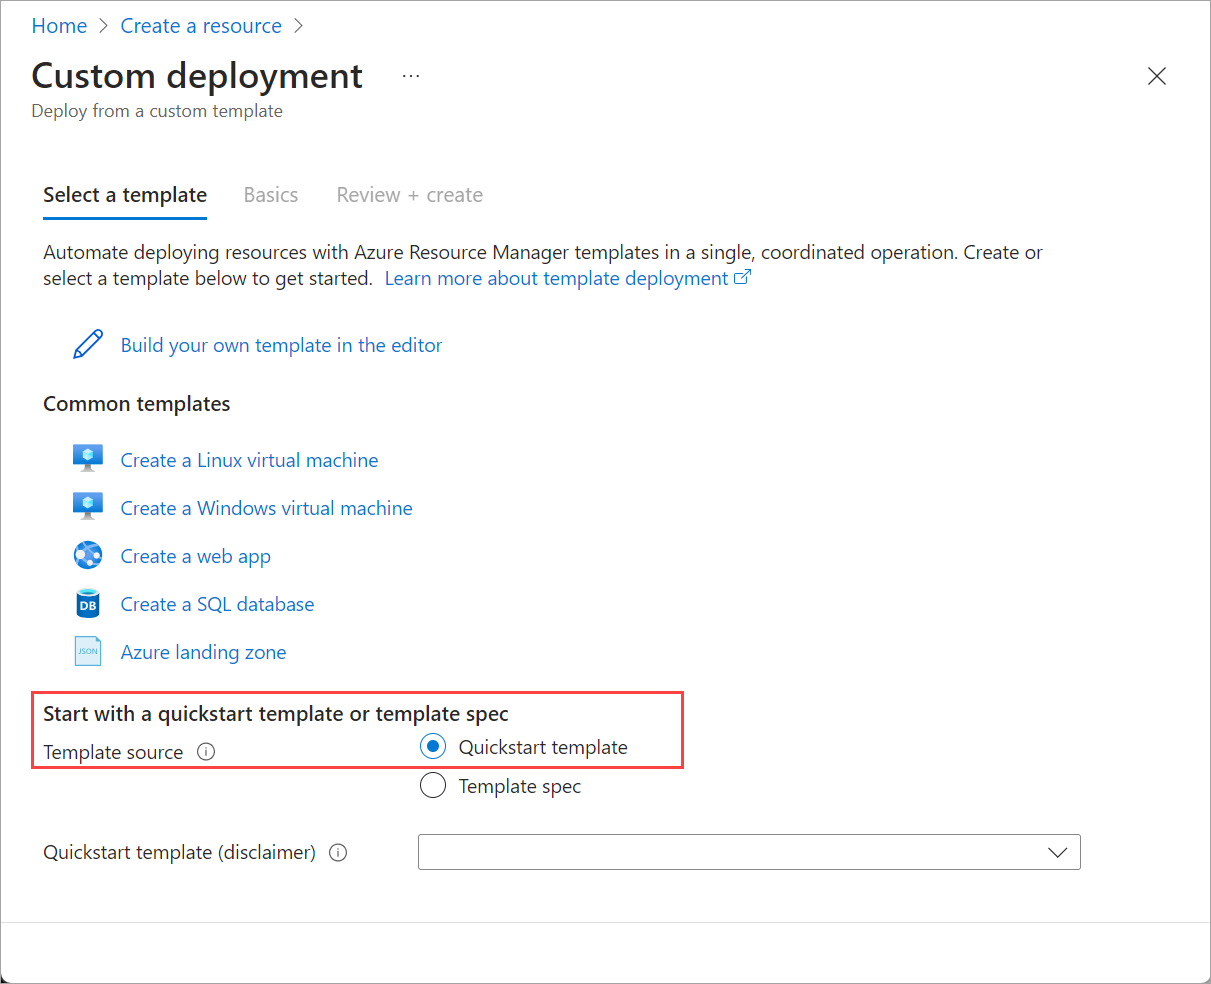 Home > Create a resource >
Custom deployment ...
Deploy from a custom template
Select a template Basics Review + create
Automate deploying resources with Azure Resource Manager templates in a single, coordinated operation. Create or
select a template below to get started. Learn more about template deployment
Build your own template in the editor
Common templates
Create a Linux virtual machine
Create a Windows virtual machine
Create a web app
DB Create a SQL database
JSON Azure landing zone
Start with a quickstart template or template spec
Template source Quickstart template
Template spec
Quickstart template (disclaimer)